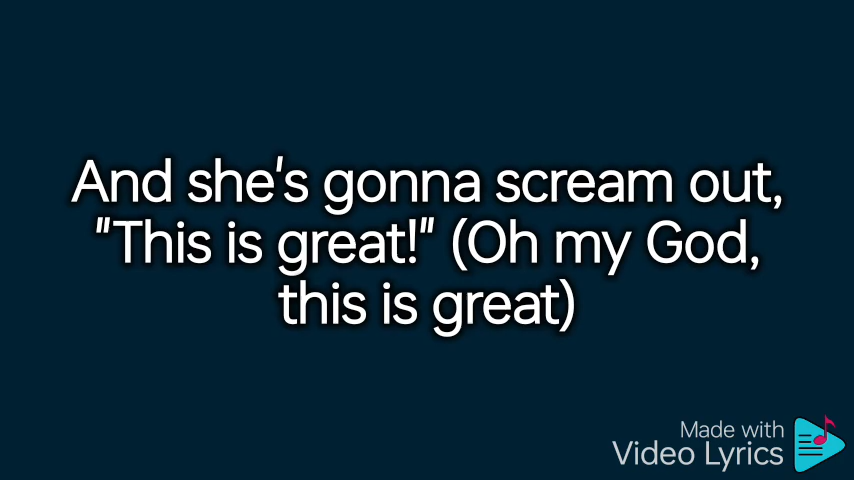 And she's gonna scream out,
"This is great!" (Oh my God,
this is great)
Made with
Video Lyrics